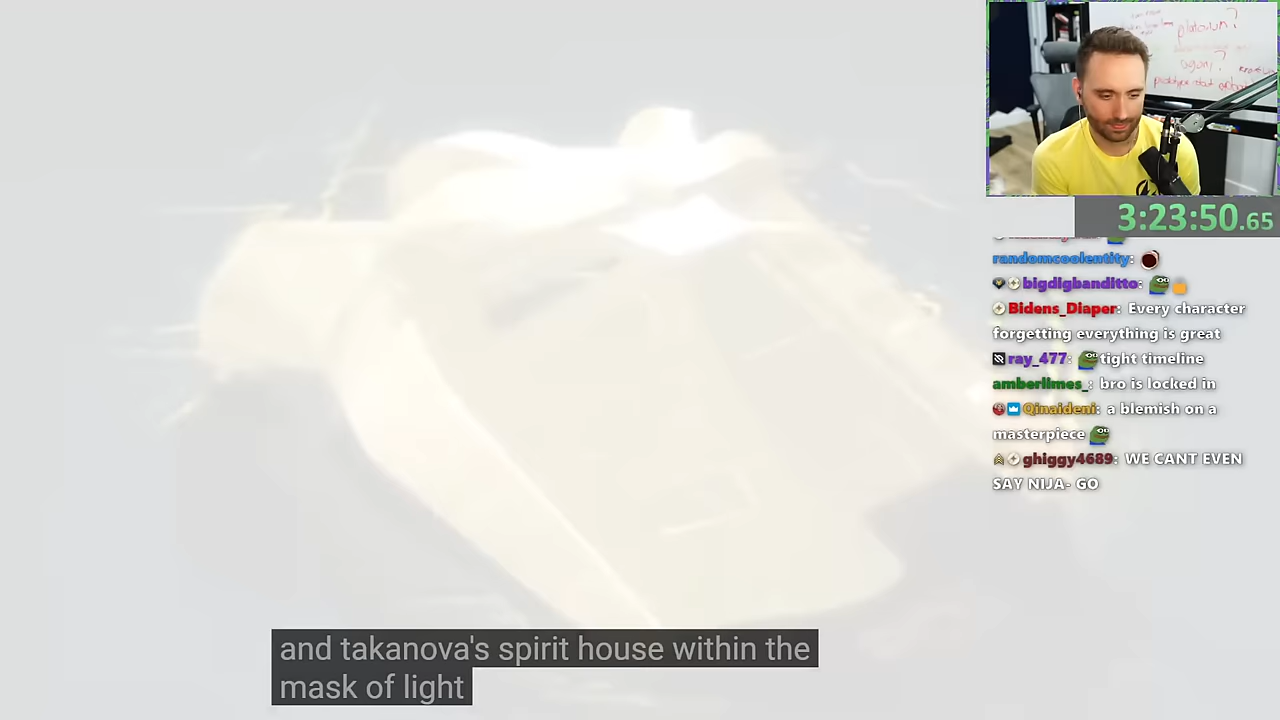 platoium?
agoni?
3:23:50.65
randomcoolentity:
bigdigbanditto:
Bidens_Diaper: Every character
forgetting everything is great
ray_477: tight timeline
amberlimes_: bro is locked in
Qinaideni: a blemish on a
masterpiece
ghiggy4689: WE CANT EVEN
SAY NIJA- GO
and takanova's spirit house within the
mask of light